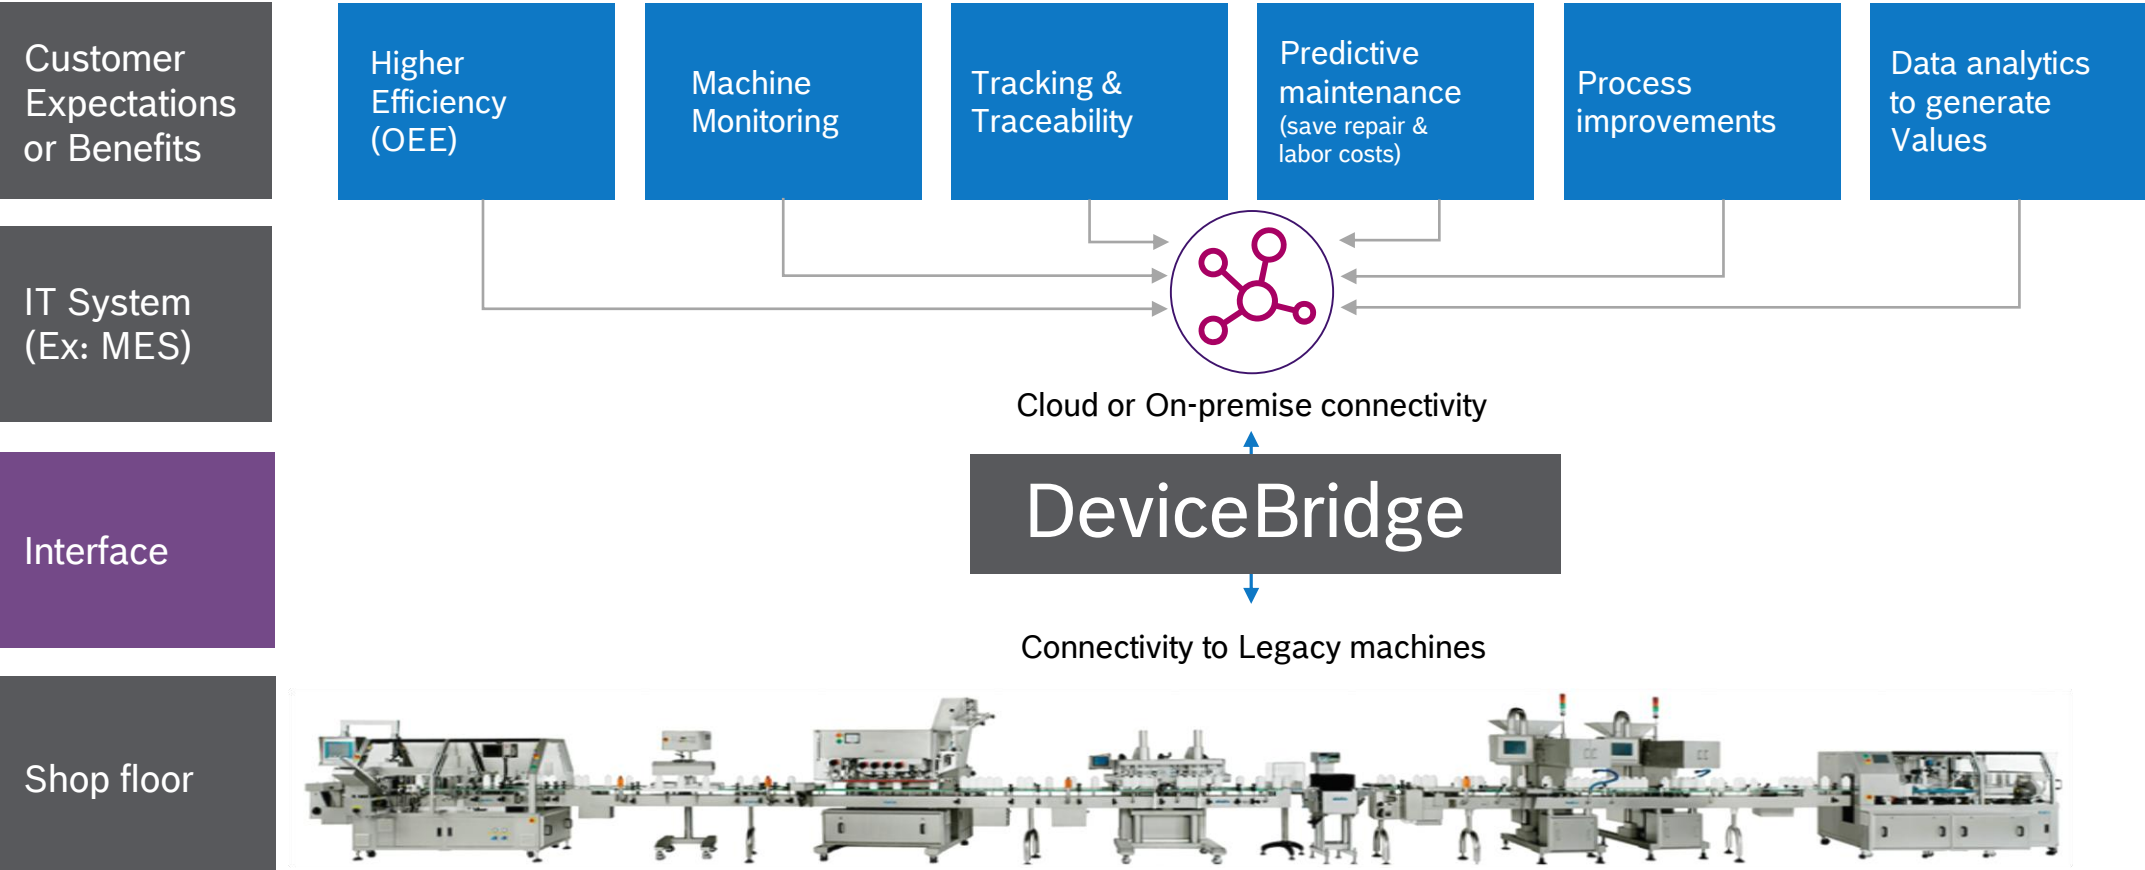 Customer
Expectations
or Benefits
Higher
Efficiency
(OEE)
Machine
Monitoring
Tracking &
Traceability
Predictive
maintenance
(save repair &
labor costs)
Process
improvements
Data analytics
to generate
Values
IT System
(Ex: MES)
Cloud or On-premise connectivity
Interface
DeviceBridge
Connectivity to Legacy machines
Shop floor